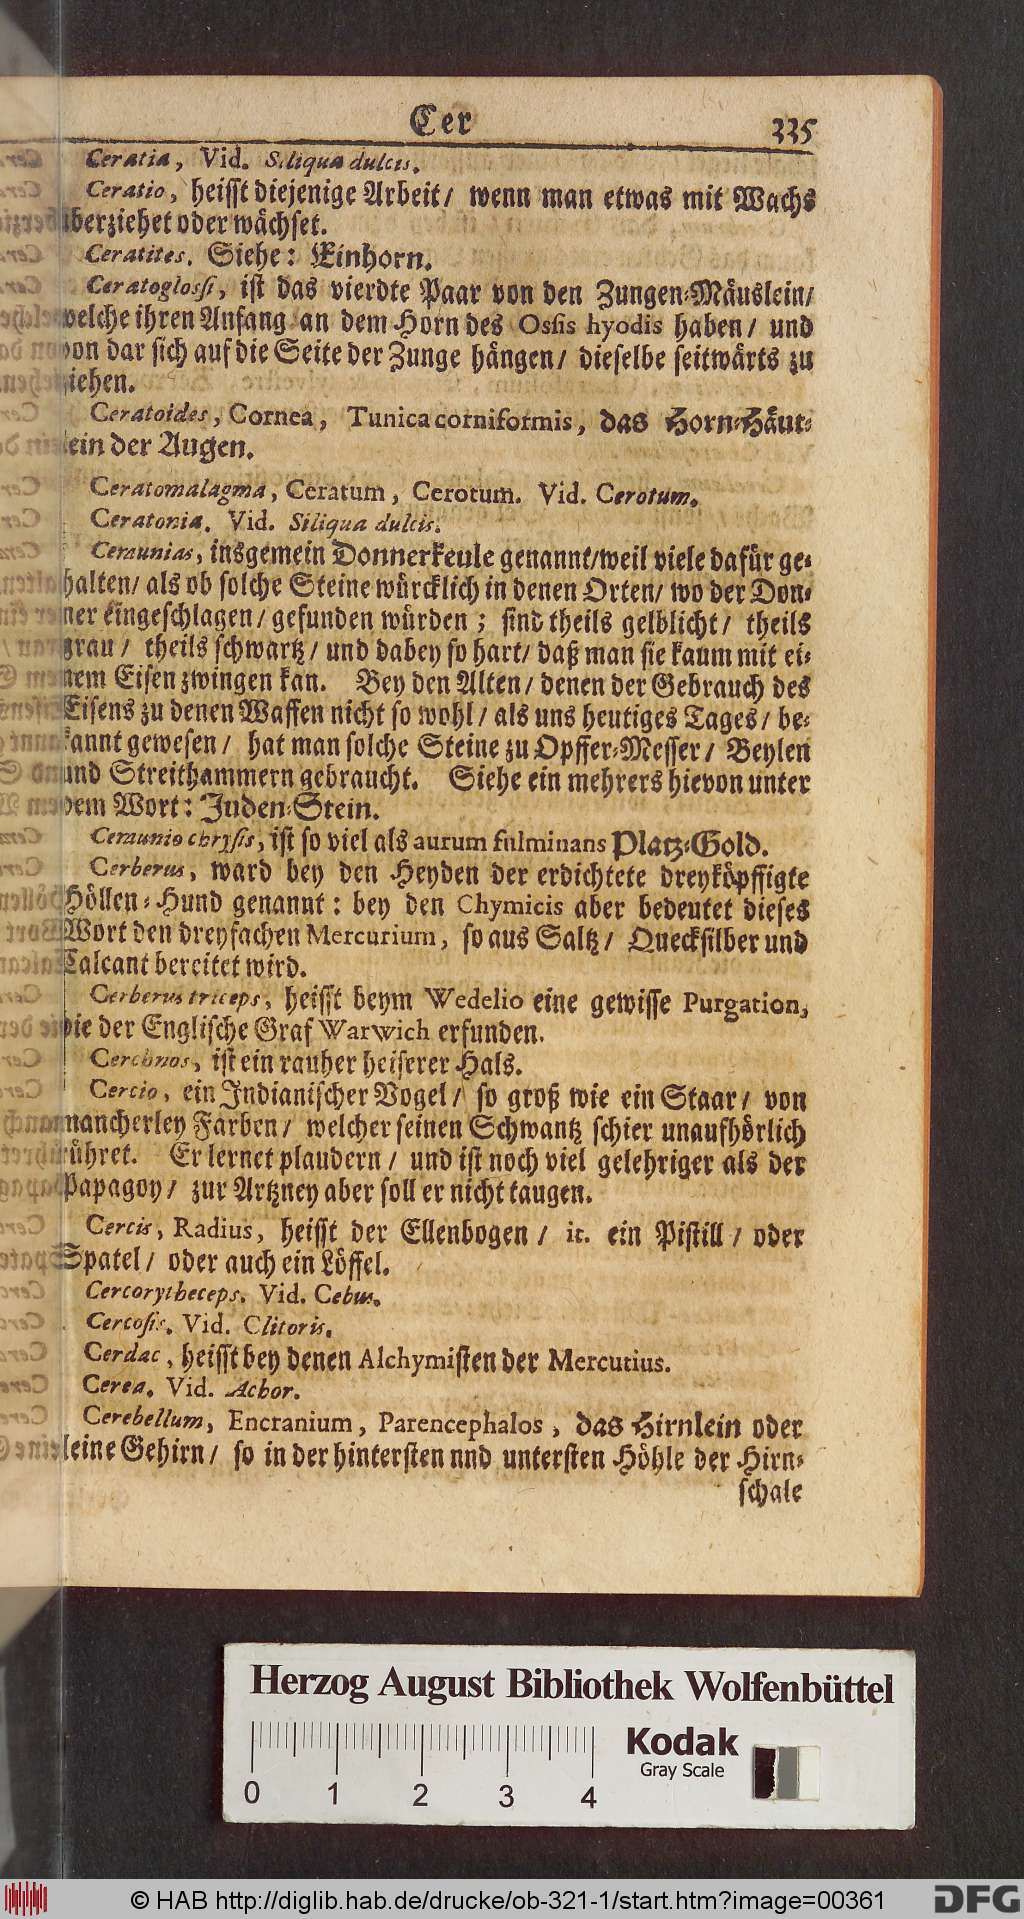 Cer 335
Ceratia, Vid. Siliqua dulcis.
Ceratio, heisst diejenige Arbeit/ wenn man etwas mit Wachs
überziehet oder wächset.
Ceratites. Siehe: Einhorn.
Ceratoglossi, ist das vierdte Paar von den Zungen-Mäuslein/
welche ihren Anfang an dem Horn des Ossis hyodis haben/ und
von dar sich auf die Seite der Zunge hängen/ dieselbe seitwärts zu
ziehen.
Ceratoides, Cornea, Tunica corniformis, das Horn-Häut-
lein der Augen.
Ceratomalagma, Ceratum, Cerotum. Vid. Cerotum.
Ceratonia. Vid. Siliqua dulcis.
Ceraunias, insgemein Donnerkeule genannt/weil viele dafür ge-
halten/ als ob solche Steine würcklich in denen Orten/ wo der Don-
ner eingeschlagen/ gefunden würden; sind theils gelblicht/ theils
grau/ theils schwartz/ und dabey so hart/ daß man sie kaum mit ei-
nem Eisen zwingen kan. Bey den Alten/ denen der Gebrauch des
Eisens zu denen Waffen nicht so wohl/ als uns heutiges Tages/ be-
kannt gewesen/ hat man solche Steine zu Opffer-Messer/ Beylen
und Streithammern gebraucht. Siehe ein mehrers hievon unter
dem Wort: Juden-Stein.
Ceraunio chrysis, ist so viel als aurum fulminans Platz-Gold.
Cerberus, ward bey den Heyden der erdichtete dreyköpffigte
Höllen-Hund genannt: bey den Chymicis aber bedeutet dieses
Wort den dreyfachen Mercurium, so aus Saltz/ Quecksilber und
Talcant bereitet wird.
Cerberus triceps, heisst beym Wedelio eine gewisse Purgation,
die der Englische Graf Warwich erfunden.
Cerchnos, ist ein rauher heiserer Hals.
Cercio, ein Indianischer Vogel/ so groß wie ein Staar/ von
mancherley Farben/ welcher seinen Schwantz schier unaufhörlich
rühret. Er lernet plaudern/ und ist noch viel gelehriger als der
Papagoy/ zur Artzney aber soll er nicht taugen.
Cercis, Radius, heisst der Ellenbogen/ it. ein Pistill/ oder
Spatel/ oder auch ein Löffel.
Cercorytheceps. Vid. Cebus.
Cercosis. Vid. Clitoris.
Cerdac, heisst bey denen Alchymisten der Mercurius.
Cerea. Vid. Achor.
Cerebellum, Encranium, Parencephalos, das Hirnlein oder
kleine Gehirn/ so in der hintersten nnd untersten Höhle der Hirn-
schale
Herzog August Bibliothek Wolfenbüttel
Kodak
Gray Scale
0 1 2 3 4
© HAB http://diglib.hab.de/drucke/ob-321-1/start.htm?image=00361
DFG